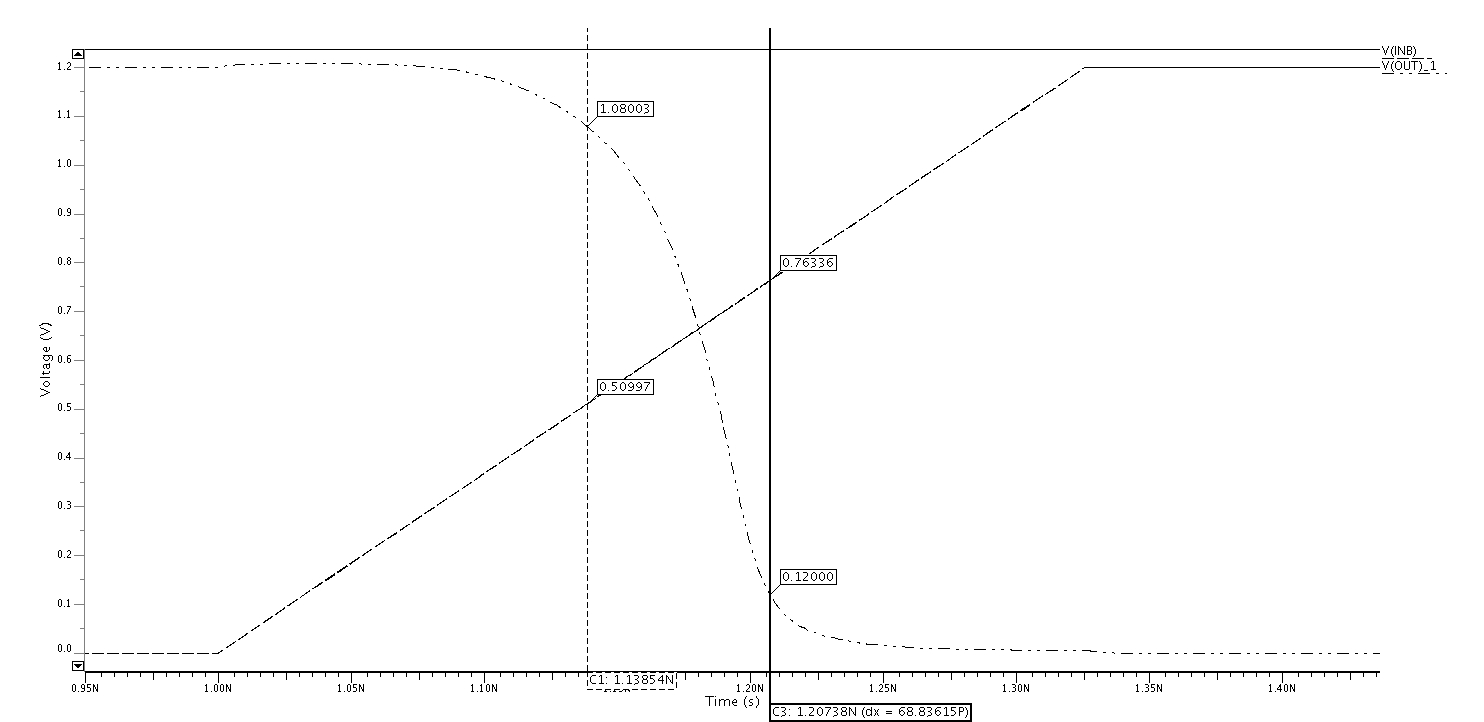 V(INB)
V(OUT)_1
1.2
1.1
1.0
0.9
0.8
0.7
0.6
0.5
0.4
0.3
0.2
0.1
0.0
Voltage (V)
1.08003
0.76336
0.50997
0.12000
0.95N
1.00N
1.05N
1.10N
1.20N
1.25N
1.30N
1.35N
1.40N
C1: 1.13854N
Time (s)
C3: 1.20738N (dx = 68.83615P)